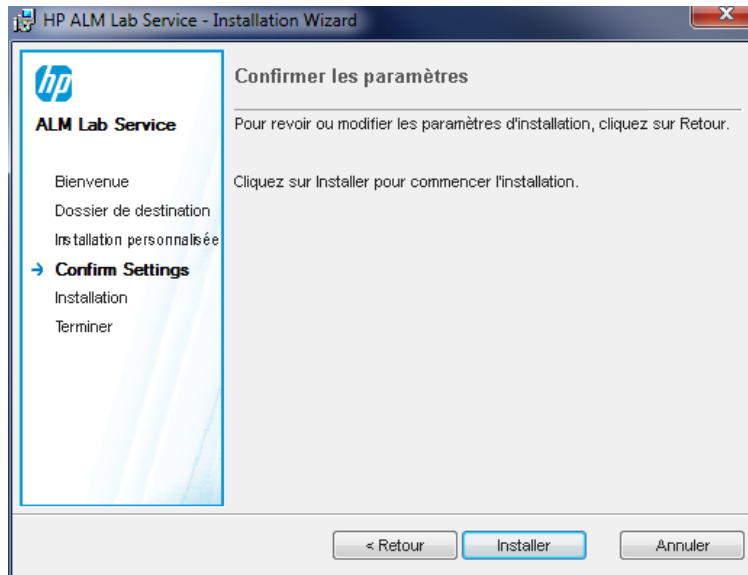 HP ALM Lab Service - Installation Wizard
hp
ALM Lab Service
Bienvenue
Dossier de destination
Installation personnalisée
Confirm Settings
Installation
Terminer
Confirmer les paramètres
Pour revoir ou modifier les paramètres d'installation, cliquez sur Retour.
Cliquez sur Installer pour commencer l'installation.
< Retour
Installer
Annuler